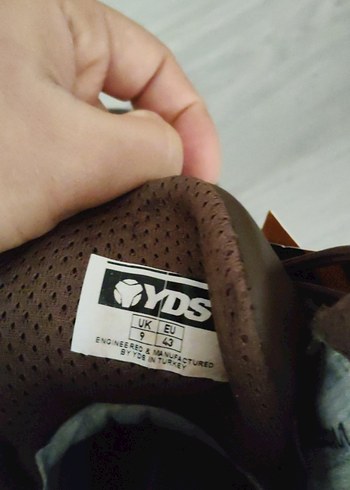 YDS
UK EU
9 43
ENGINEERED & MANUFACTURED
BY YDS IN TURKEY